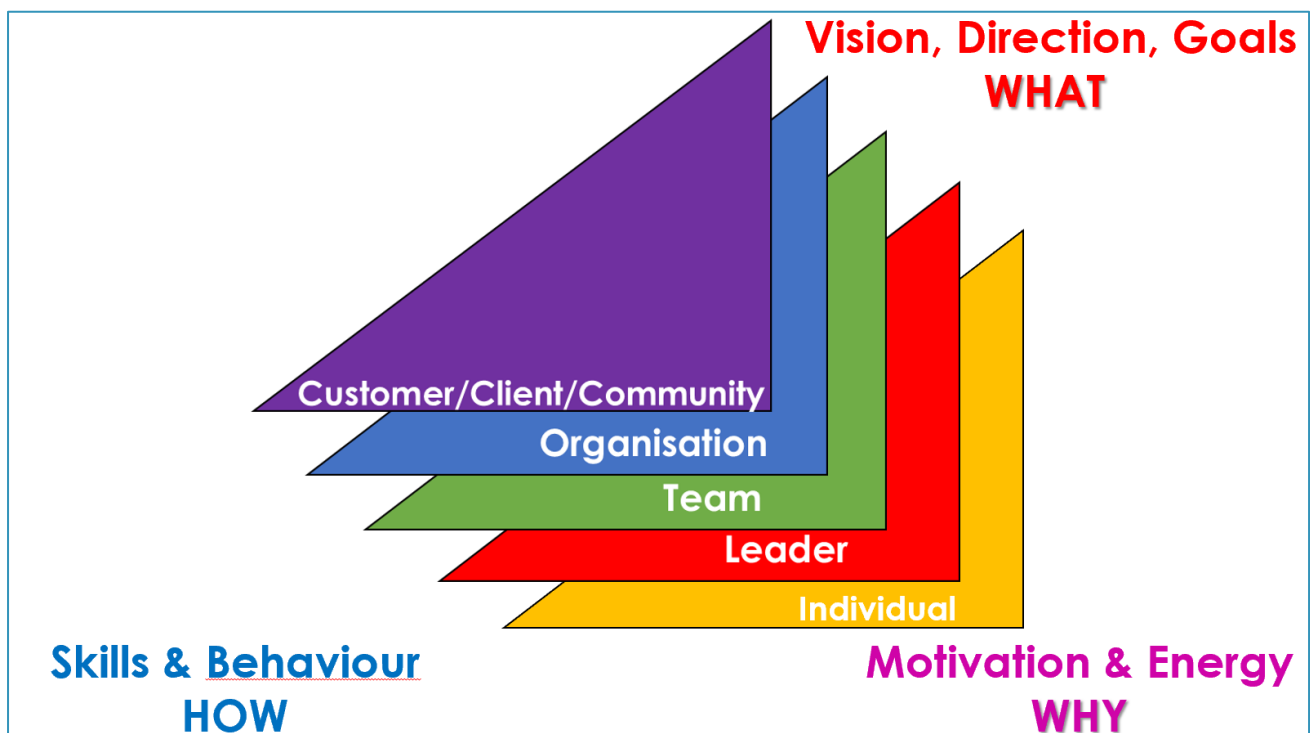 Vision, Direction, Goals
WHAT
Customer/Client/Community
Organisation
Team
Leader
Individual
Skills & Behaviour
HOW
Motivation & Energy
WHY